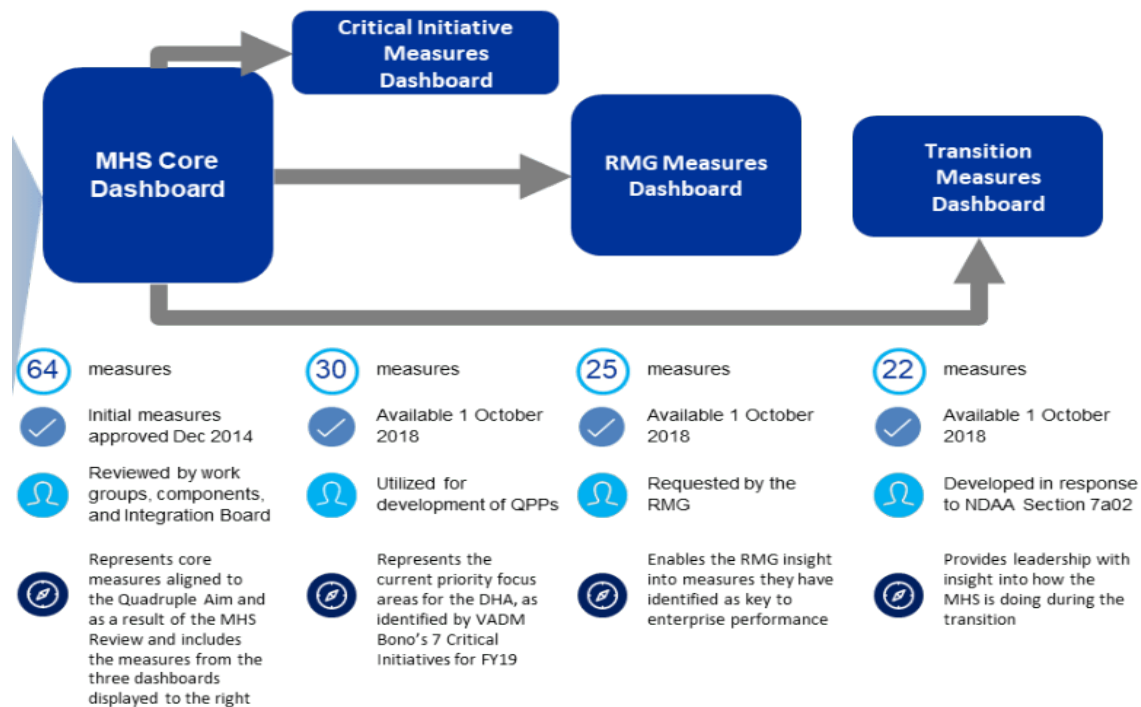 Critical Initiative
Measures
Dashboard
MHS Core
Dashboard
RMG Measures
Dashboard
Transition
Measures
Dashboard
64 measures
Initial measures
approved Dec 2014
Reviewed by work
groups, components,
and Integration Board
Represents core
measures aligned to
the Quadruple Aim and
as a result of the MHS
Review and includes
the measures from the
three dashboards
displayed to the right
30 measures
Available 1 October
2018
Utilized for
development of QPPs
Represents the
current priority focus
areas for the DHA, as
identified by VADM
Bono's 7 Critical
Initiatives for FY19
25 measures
Available 1 October
2018
Requested by the
RMG
Enables the RMG insight
into measures they have
identified as key to
enterprise performance
22 measures
Available 1 October
2018
Developed in response
to NDAA Section 7a02
Provides leadership with
insight into how the
MHS is doing during the
transition